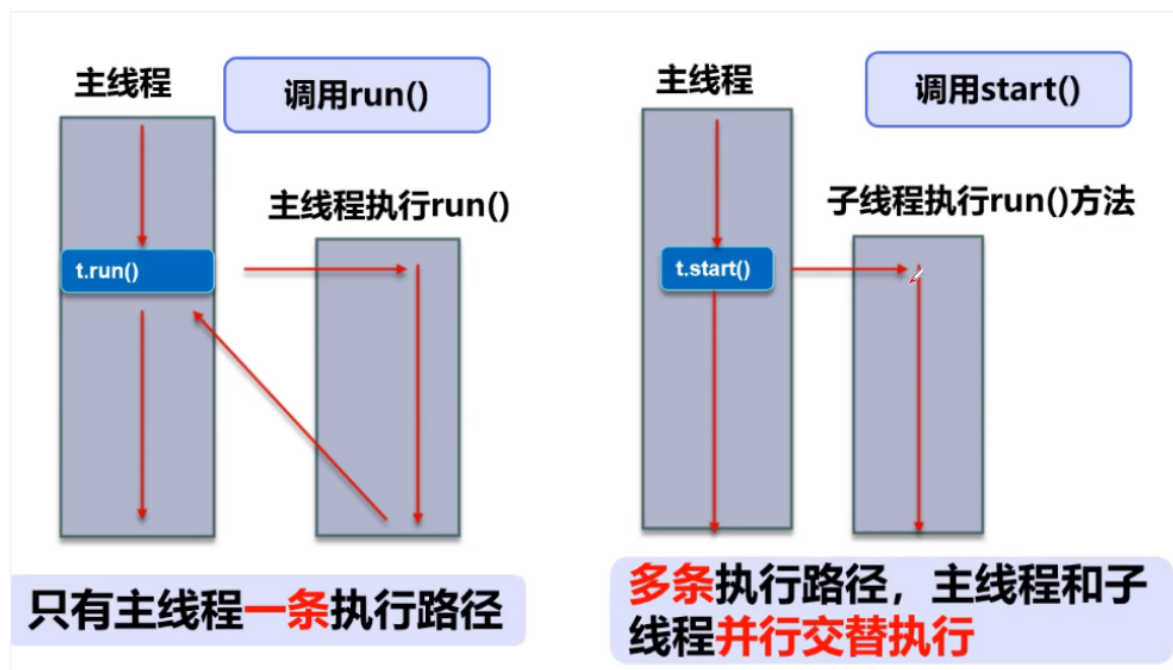 主线程
调用run()
主线程执行run()
t.run()
只有主线程一条执行路径
主线程
调用start()
子线程执行run()方法
t.start()
多条执行路径，主线程和子
线程并行交替执行